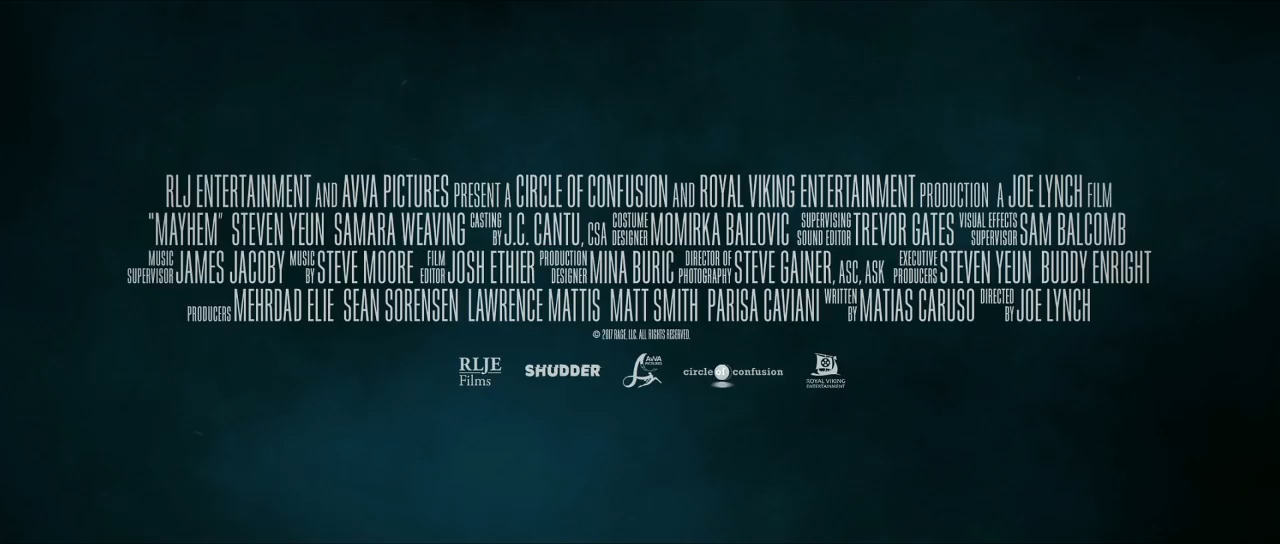 RLJ ENTERTAINMENT AND AVVA PICTURES PRESENT A CIRCLE OF CONFUSION AND ROYAL VIKING ENTERTAINMENT PRODUCTION A JOE LYNCH FILM
"MAYHEM" STEVEN YEUN SAMARA WEAVING CASTING BY J.C. CANTU, CSA COSTUME DESIGNER MOMIRKA BAILOVIC SUPERVISING SOUND EDITOR TREVOR GATES VISUAL EFFECTS SUPERVISOR SAM BALCOMB
MUSIC SUPERVISOR JAMES JACOBY MUSIC BY STEVE MOORE FILM EDITOR JOSH ETHIER PRODUCTION DESIGNER MINA BURIC DIRECTOR OF PHOTOGRAPHY STEVE GAINER, ASC, ASK EXECUTIVE PRODUCERS STEVEN YEUN BUDDY ENRIGHT
PRODUCERS MEHRDAD ELIE SEAN SORENSEN LAWRENCE MATTIS MATT SMITH PARISA CAVIANI WRITTEN BY MATIAS CARUSO DIRECTED BY JOE LYNCH
© 2017 RAGE, LLC. ALL RIGHTS RESERVED.
RLJE Films SHUDDER AVVA PICTURES circle of confusion ROYAL VIKING ENTERTAINMENT